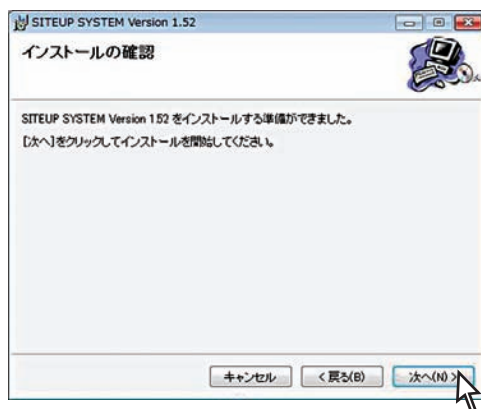 SITEUP SYSTEM Version 1.52
インストールの確認
SITEUP SYSTEM Version 1.52 をインストールする準備ができました。
[次へ]をクリックしてインストールを開始してください。
キャンセル
< 戻る(B)
次へ(N) >